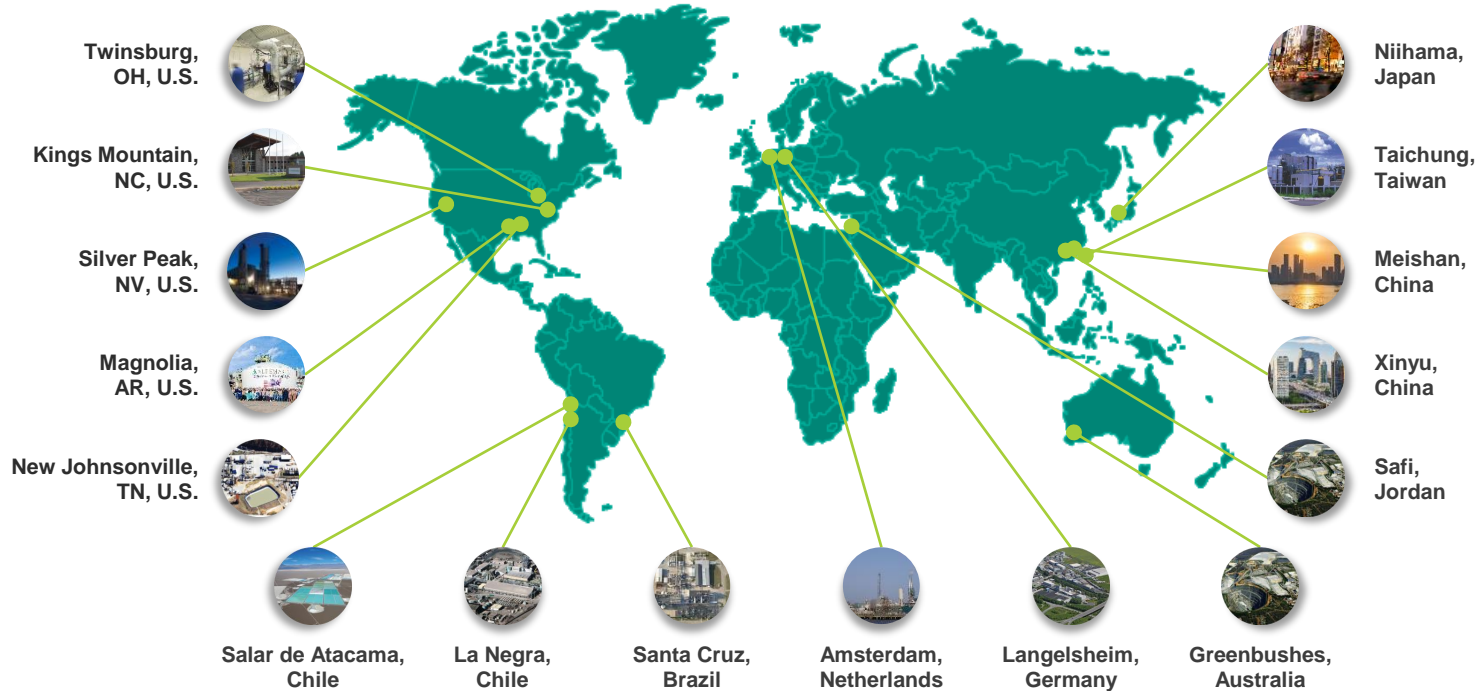 Twinsburg,
OH, U.S.
Kings Mountain,
NC, U.S.
Silver Peak,
NV, U.S.
Magnolia,
AR, U.S.
New Johnsonville,
TN, U.S.
Niihama,
Japan
Taichung,
Taiwan
Meishan,
China
Xinyu,
China
Safi,
Jordan
Salar de Atacama,
Chile
La Negra,
Chile
Santa Cruz,
Brazil
Amsterdam,
Netherlands
Langelsheim,
Germany
Greenbushes,
Australia